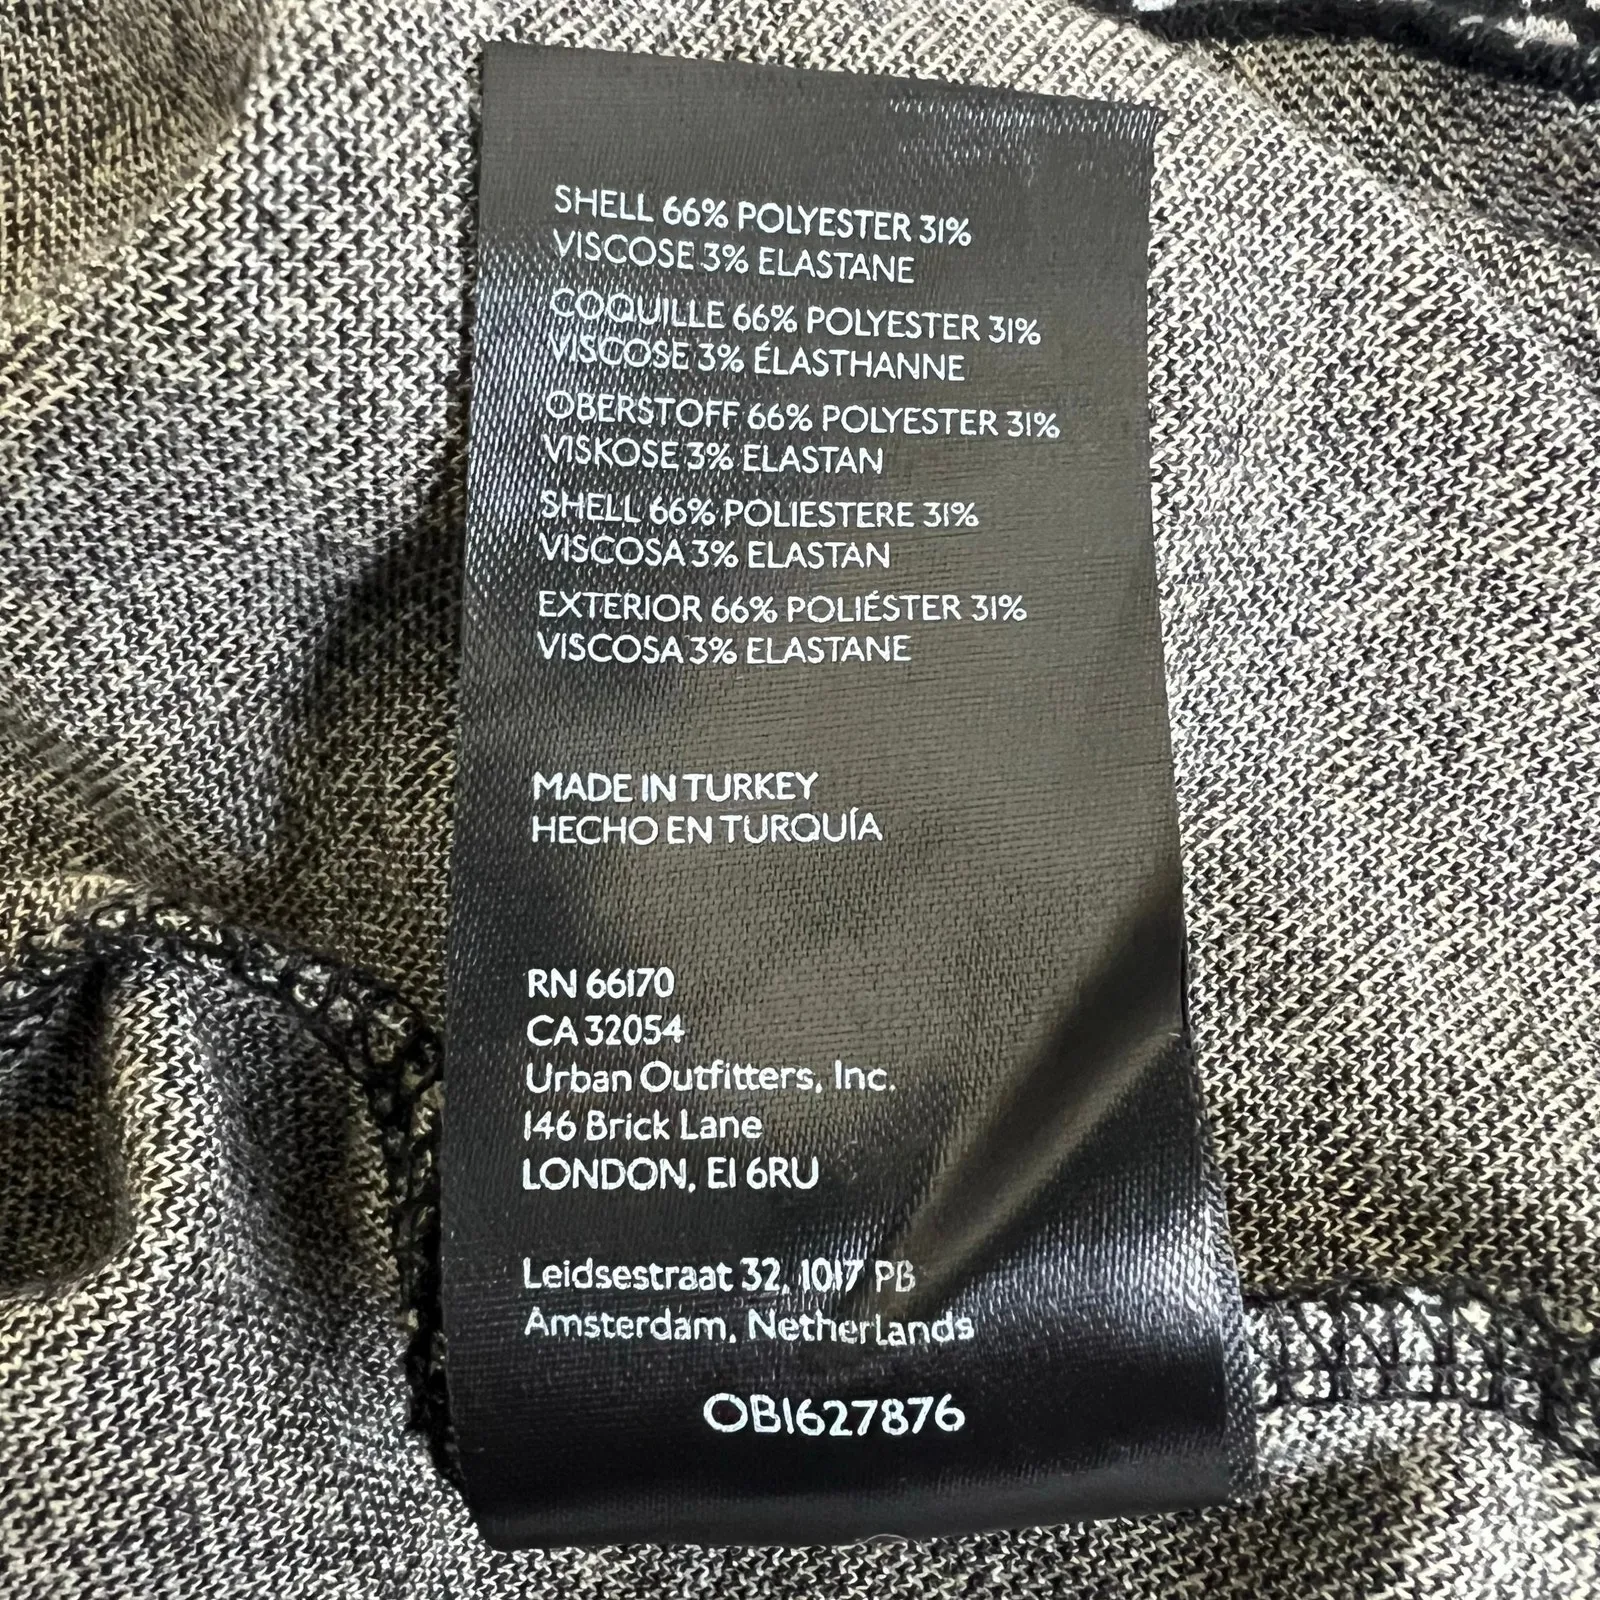 SHELL 66% POLYESTER 31%
VISCOSE 3% ELASTANE
COQUILLE 66% POLYESTER 31%
VISCOSE 3% ÉLASTHANNE
OBERSTOFF 66% POLYESTER 31%
VISKOSE 3% ELASTAN
SHELL 66% POLIESTERE 31%
VISCOSA 3% ELASTAN
EXTERIOR 66% POLIÉSTER 31%
VISCOSA 3% ELASTANE
MADE IN TURKEY
HECHO EN TURQUÍA
RN 66170
CA 32054
Urban Outfitters, Inc.
146 Brick Lane
LONDON, E1 6RU
Leidsestraat 32, 1017 PB
Amsterdam, Netherlands
OB1627876